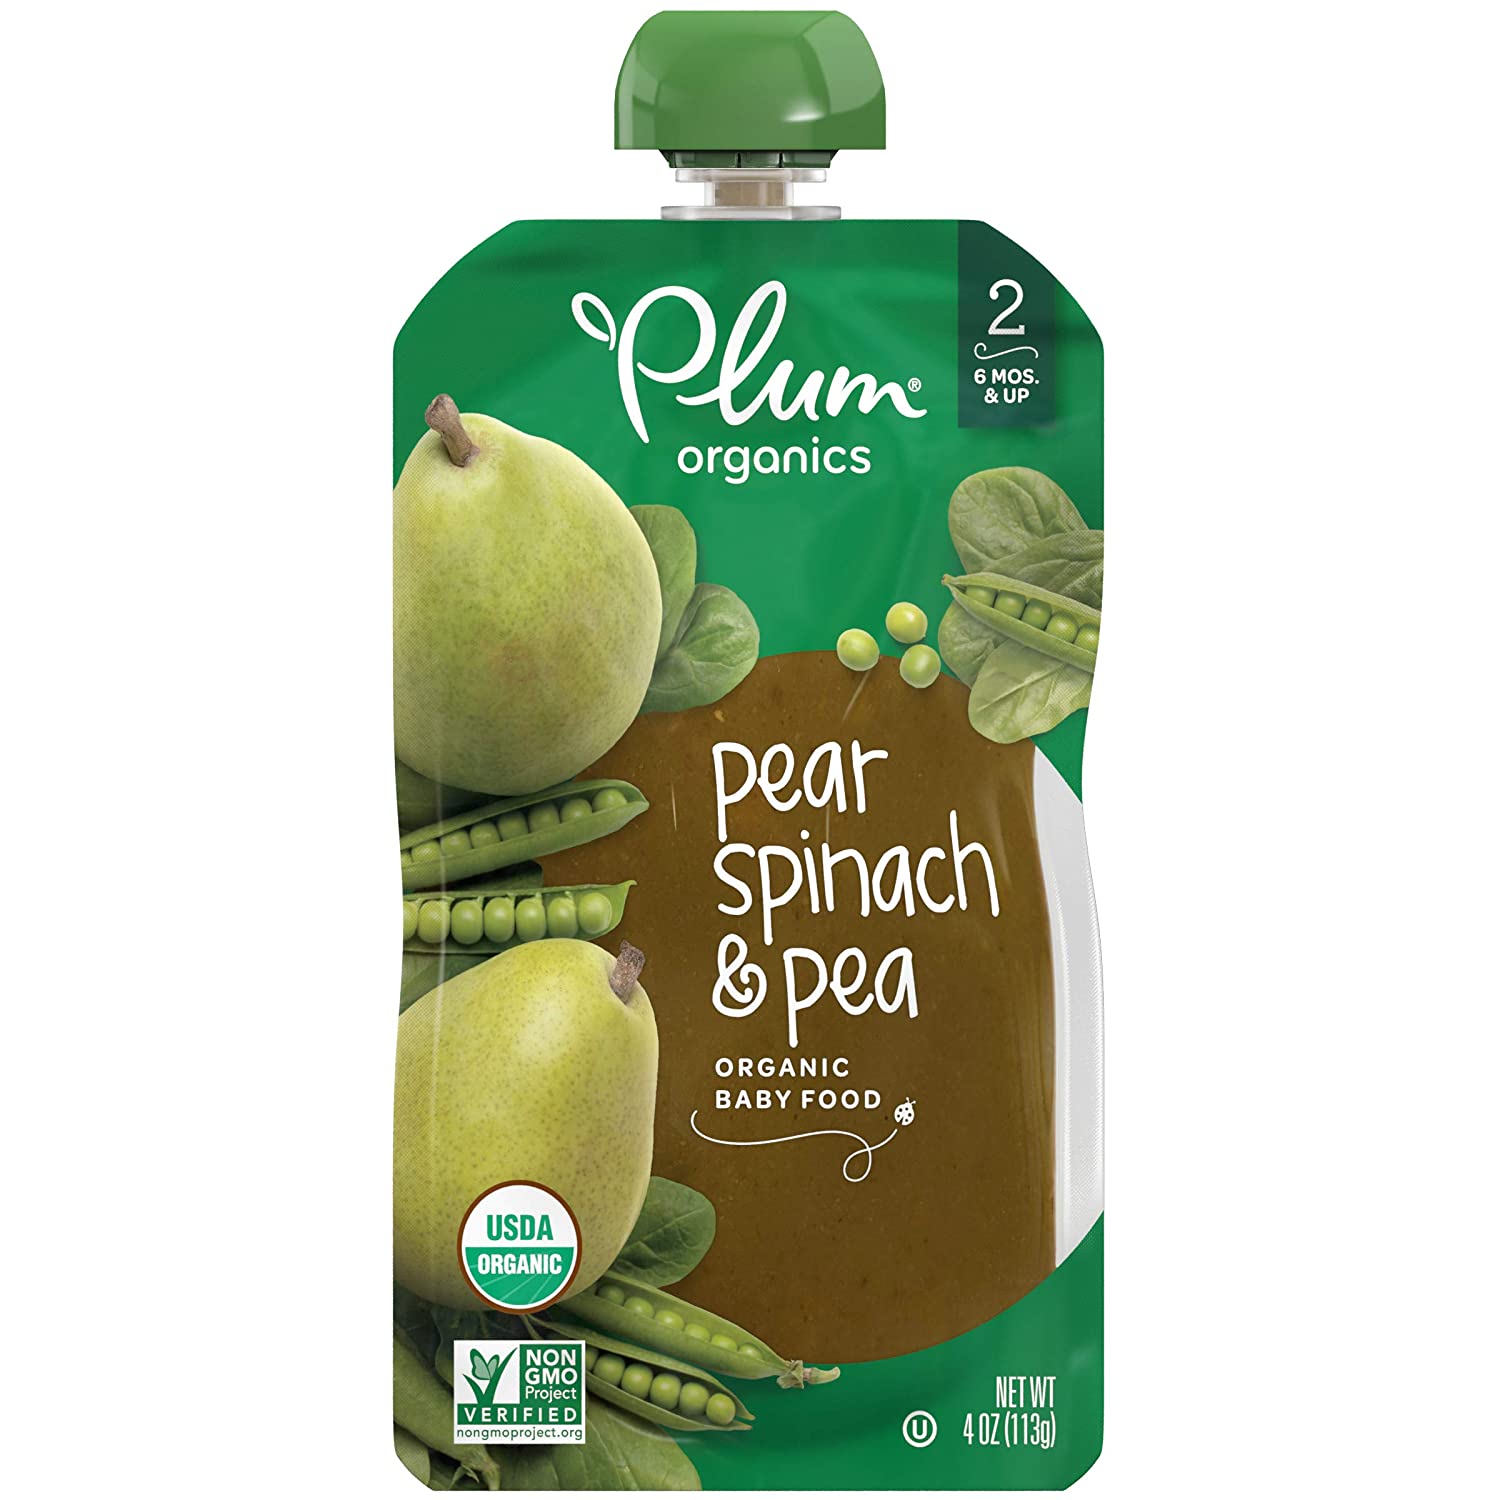 Plum®
organics
2
6 MOS.
& UP
pear
spinach
& pea
ORGANIC
BABY FOOD
USDA
ORGANIC
NON
GMO
Project
VERIFIED
nongmoproject.org
U
NET WT
4 OZ (113g)